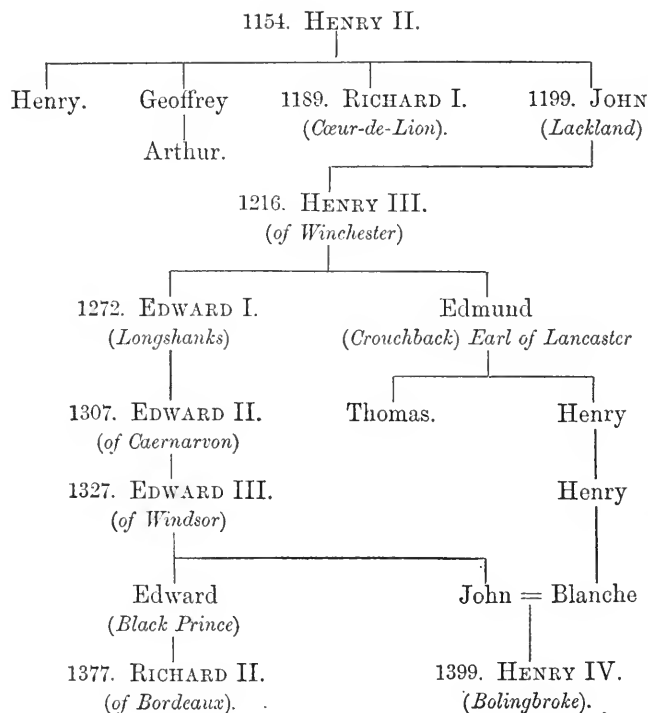 1154. HENRY II.
Henry. Geoffrey 1189. RICHARD I. 1199. JOHN
(Cœur-de-Lion). (Lackland)
Arthur.
1216. HENRY III.
(of Winchester)
1272. EDWARD I. Edmund
(Longshanks) (Crouchback) Earl of Lancaster
1307. EDWARD II. Thomas. Henry
(of Caernarvon)
1327. EDWARD III. Henry
(of Windsor)
Edward John = Blanche
(Black Prince)
1377. RICHARD II. 1399. HENRY IV.
(of Bordeaux). (Bolingbroke).